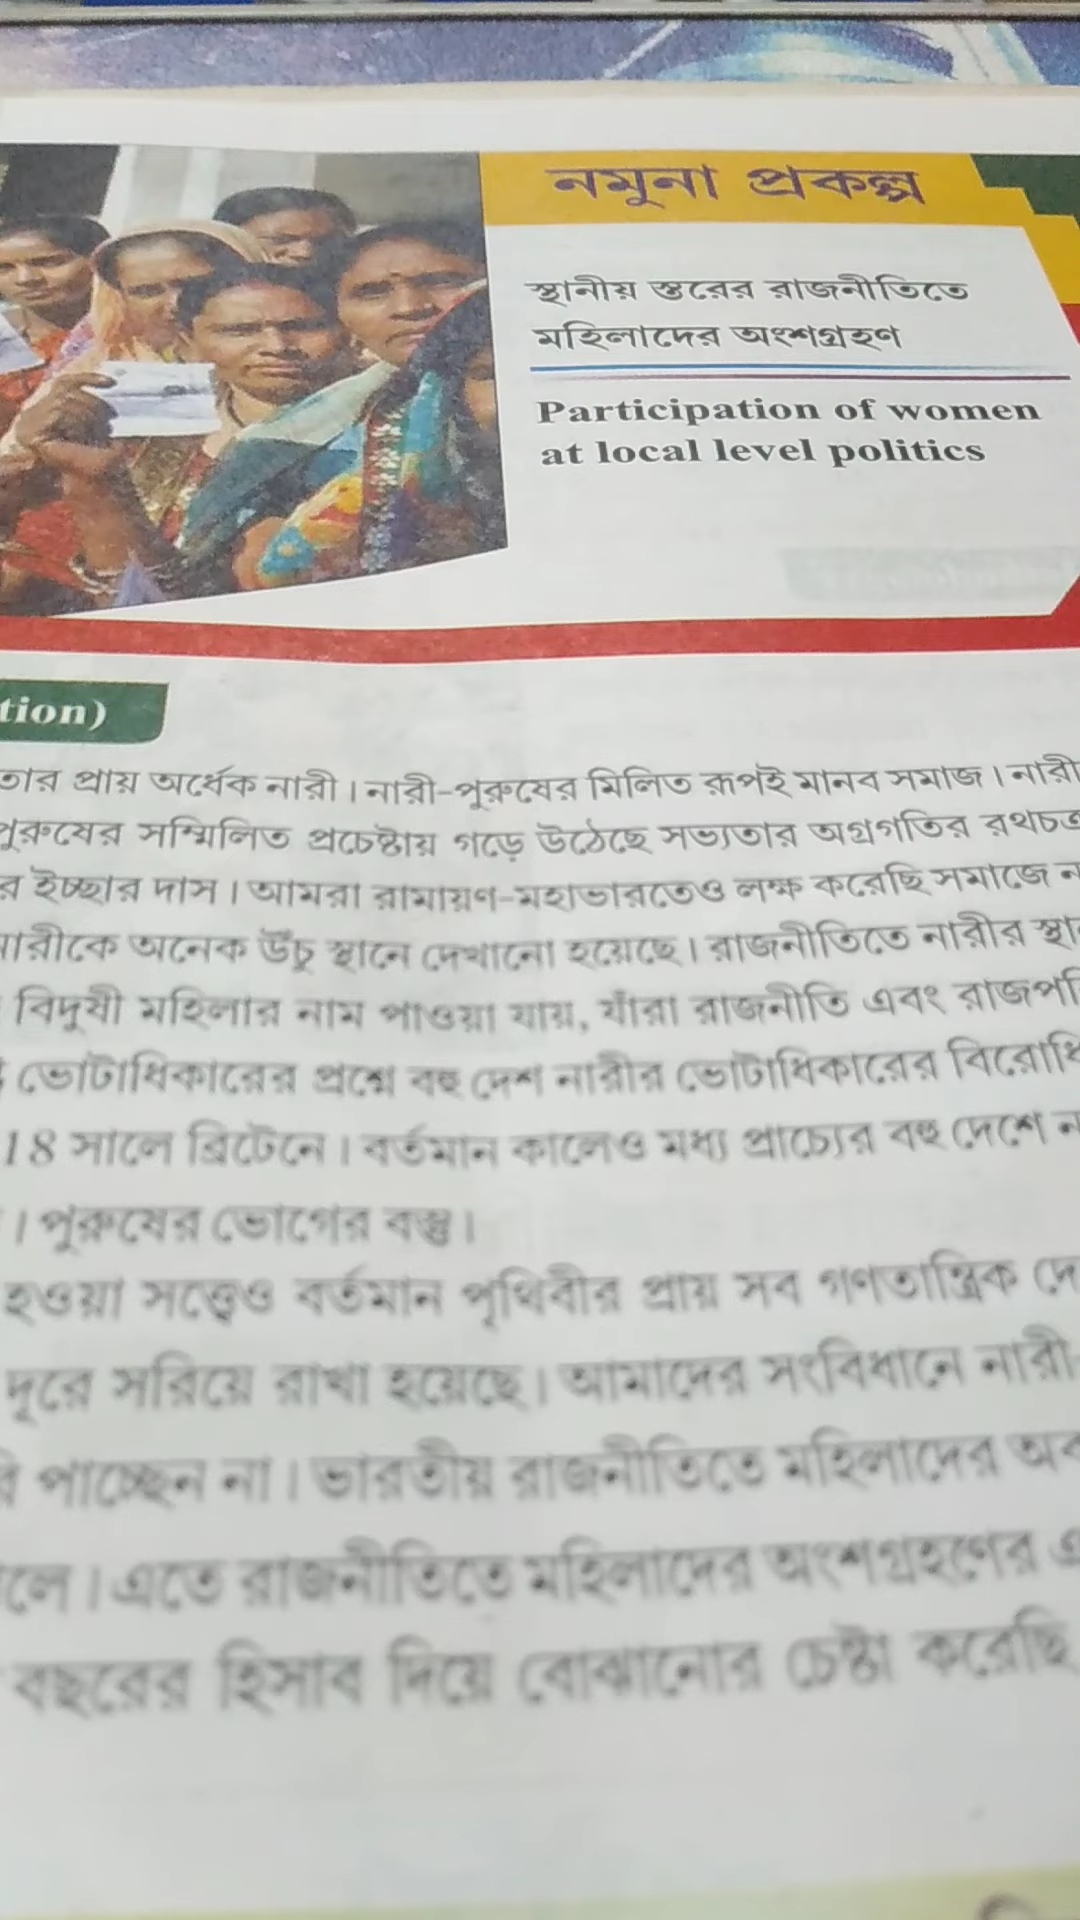 নমুনা প্রকল্প
স্থানীয় স্তরের রাজনীতিতে
মহিলাদের অংশগ্রহণ
Participation of women
at local level politics
tion)
তার প্রায় অর্ধেক নারী। নারী-পুরুষের মিলিত রূপই মানব সমাজ। নারী
পুরুষের সম্মিলিত প্রচেষ্টায় গড়ে উঠেছে সভ্যতার অগ্রগতির রথচক্র
র ইচ্ছার দাস। আমরা রামায়ণ-মহাভারতেও লক্ষ করেছি সমাজে ন
নারীকে অনেক উঁচু স্থানে দেখানো হয়েছে। রাজনীতিতে নারীর স্থা
বিদুষী মহিলার নাম পাওয়া যায়, যাঁরা রাজনীতি এবং রাজপরি
ভোটাধিকারের প্রশ্নে বহু দেশ নারীর ভোটাধিকারের বিরোধি
18 সালে ব্রিটেনে। বর্তমান কালেও মধ্য প্রাচ্যের বহু দেশে ন
। পুরুষের ভোগের বস্তু।
হওয়া সত্ত্বেও বর্তমান পৃথিবীর প্রায় সব গণতান্ত্রিক দে
দূরে সরিয়ে রাখা হয়েছে। আমাদের সংবিধানে নারী-
পাচ্ছেন না। ভারতীয় রাজনীতিতে মহিলাদের অব
লে। এতে রাজনীতিতে মহিলাদের অংশগ্রহণের এ
বছরের হিসাব দিয়ে বোঝানোর চেষ্টা করেছি